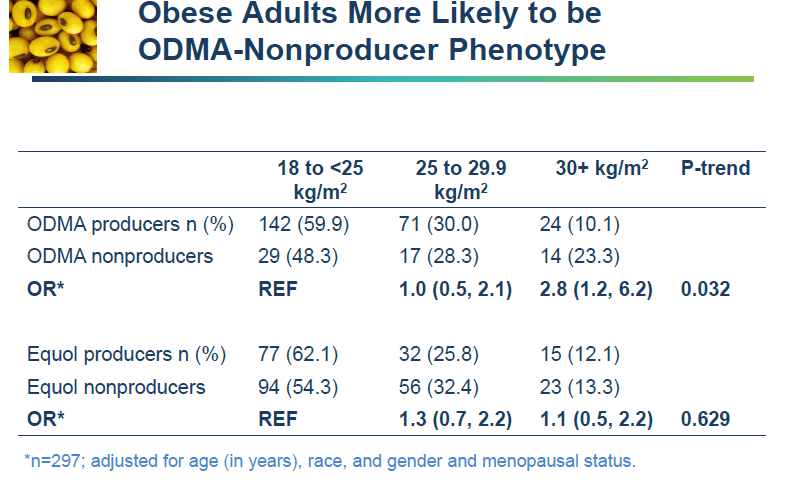 Obese Adults More Likely to be
ODMA-Nonproducer Phenotype
18 to <25 kg/m² 25 to 29.9 kg/m² 30+ kg/m² P-trend
ODMA producers n (%) 142 (59.9) 71 (30.0) 24 (10.1)
ODMA nonproducers 29 (48.3) 17 (28.3) 14 (23.3)
OR* REF 1.0 (0.5, 2.1) 2.8 (1.2, 6.2) 0.032
Equol producers n (%) 77 (62.1) 32 (25.8) 15 (12.1)
Equol nonproducers 94 (54.3) 56 (32.4) 23 (13.3)
OR* REF 1.3 (0.7, 2.2) 1.1 (0.5, 2.2) 0.629
*n=297; adjusted for age (in years), race, and gender and menopausal status.